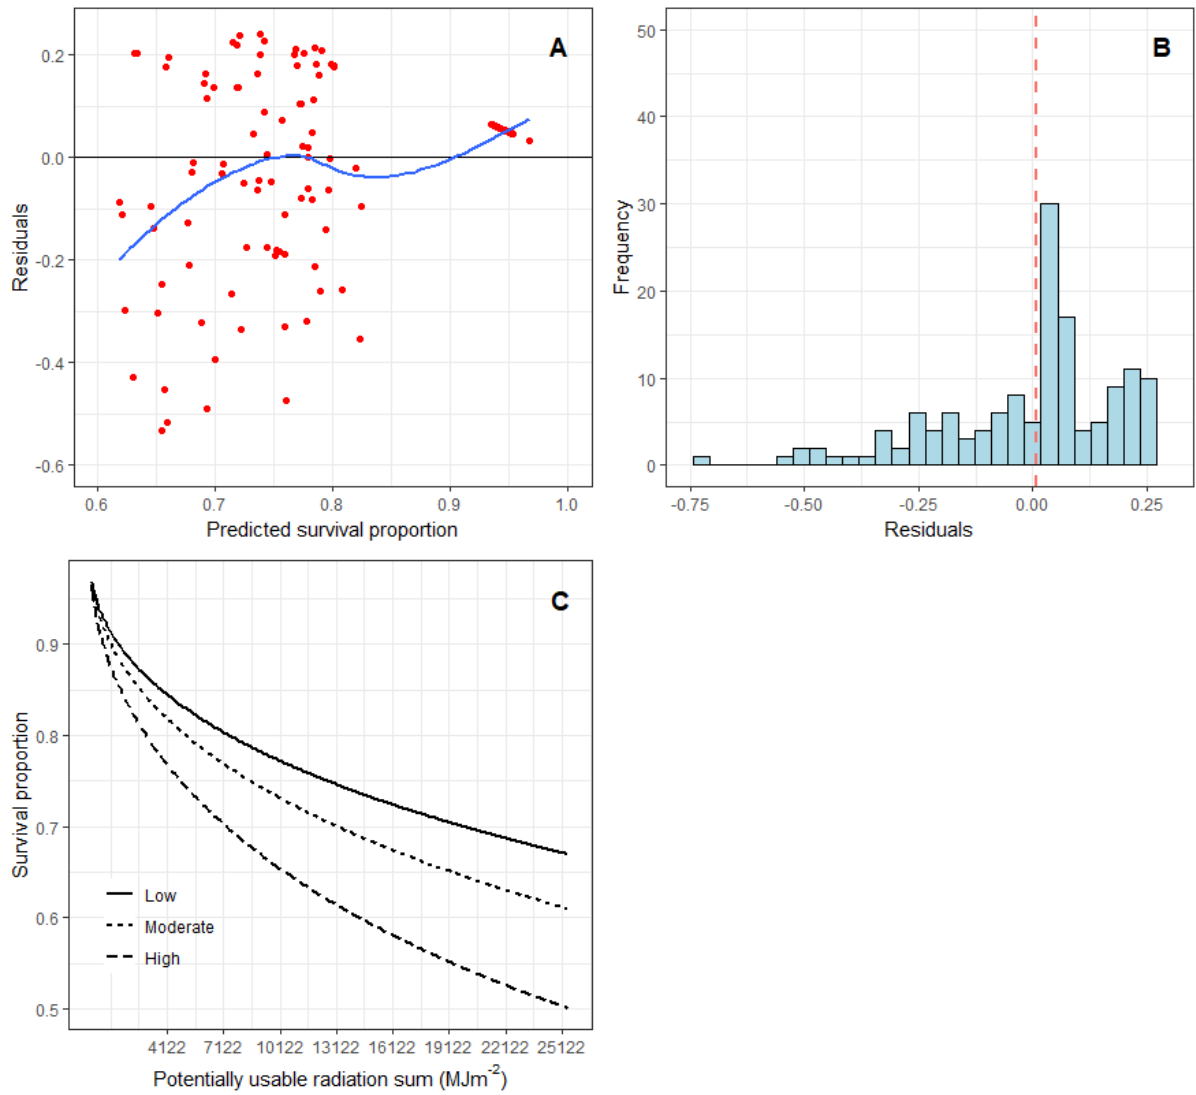 A
0.2
0.0
-0.2
-0.4
-0.6
Residuals
0.6 0.7 0.8 0.9 1.0
Predicted survival proportion
B
50
40
30
20
10
0
Frequency
-0.75 -0.50 -0.25 0.00 0.25
Residuals
C
0.9
0.8
0.7
0.6
0.5
Survival proportion
Low
Moderate
High
4122 7122 10122 13122 16122 19122 22122 25122
Potentially usable radiation sum (MJm⁻²)